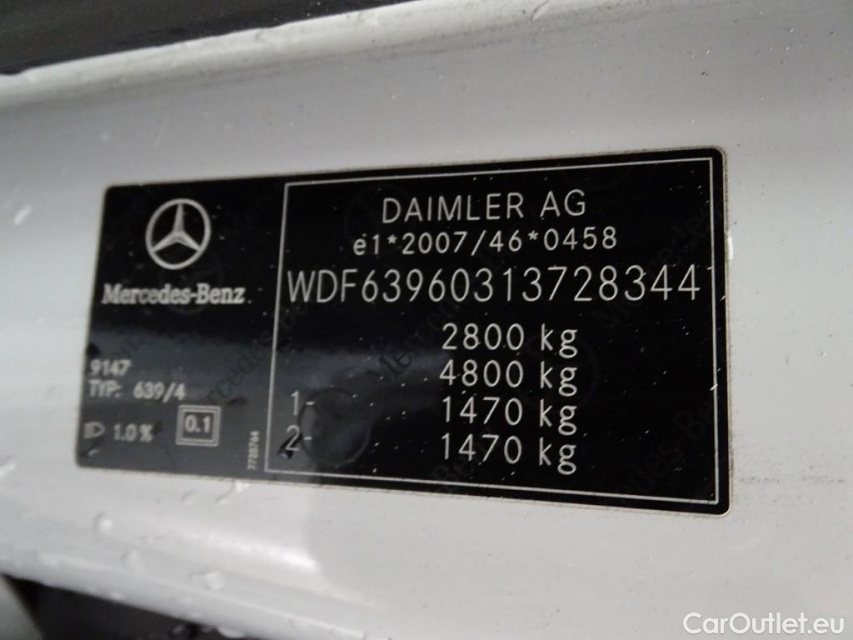 Mercedes-Benz
9147
TYP: 639/4
1.0 %
0.1
7728764
DAIMLER AG
e1*2007/46*0458
WDF63960313728344
2800 kg
4800 kg
1- 1470 kg
2- 1470 kg
CarOutlet.eu